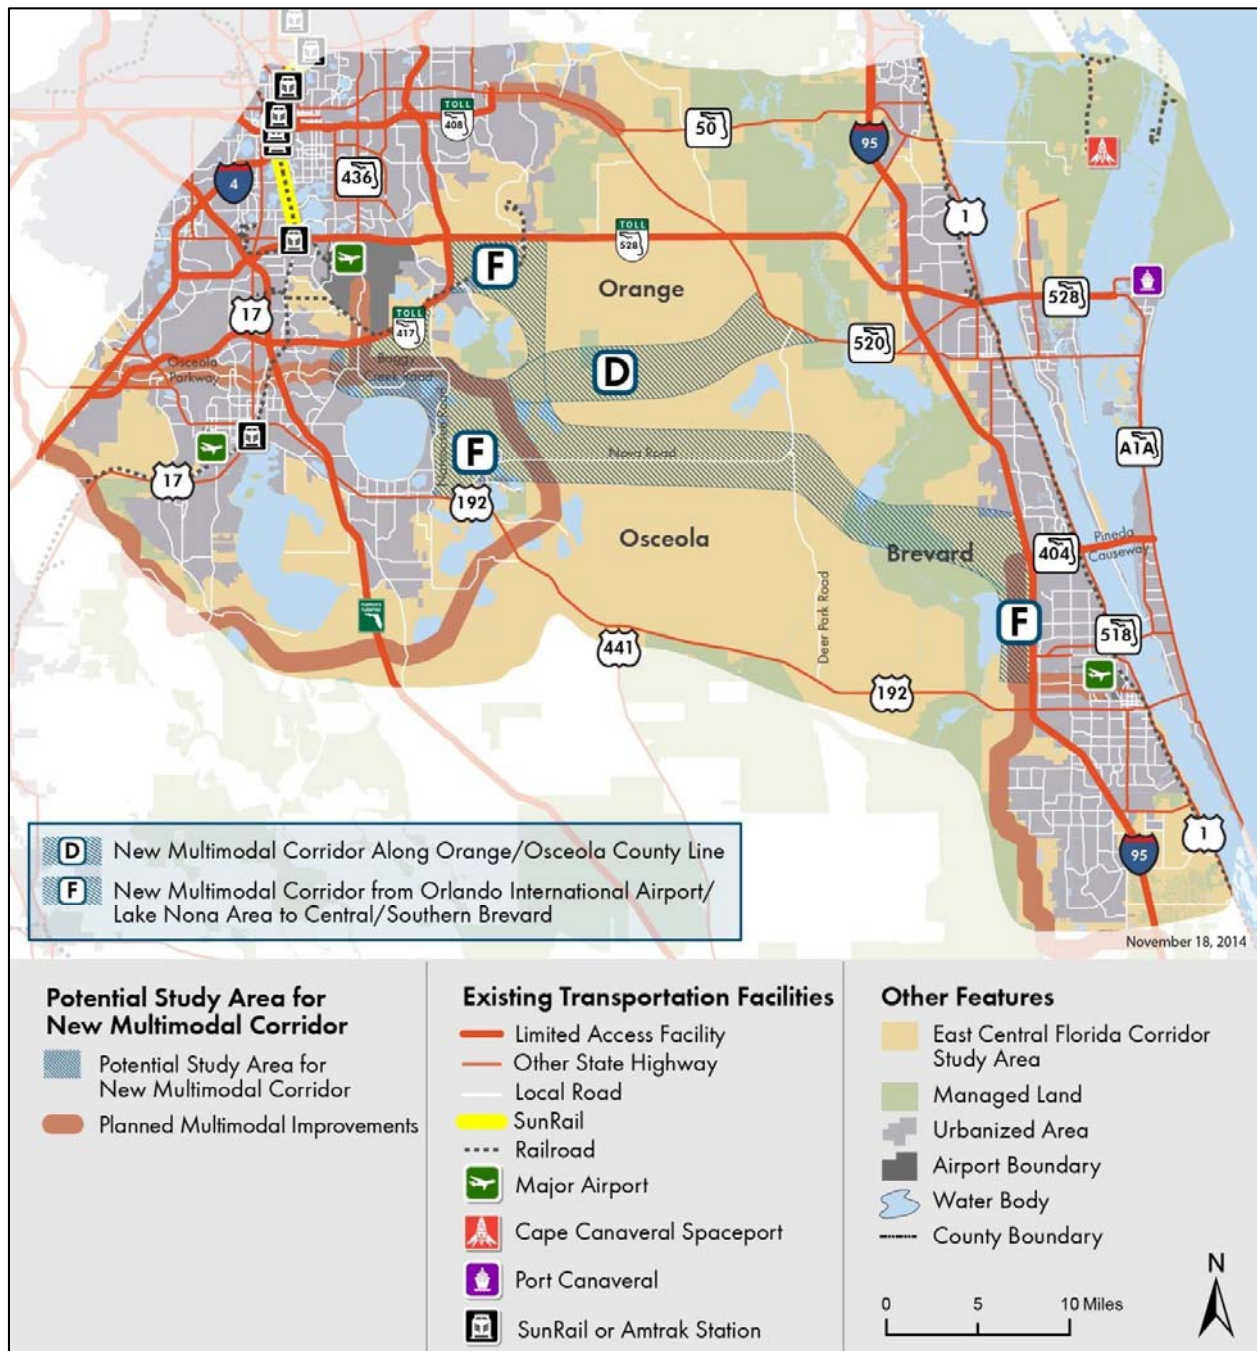 TOLL
408
50
95
4
436
1
TOLL
528
F
Orange
528
17
TOLL
417
520
Osceola
Parkway
Boggy
Creek Road
D
A1A
F
Nova Road
17
192
Osceola
Brevard
404
Pineda
Causeway
F
518
441
Deer Park Road
192
1
95
D New Multimodal Corridor Along Orange/Osceola County Line
F New Multimodal Corridor from Orlando International Airport/
Lake Nona Area to Central/Southern Brevard
November 18, 2014
Potential Study Area for
New Multimodal Corridor
Potential Study Area for
New Multimodal Corridor
Planned Multimodal Improvements
Existing Transportation Facilities
Limited Access Facility
Other State Highway
Local Road
SunRail
Railroad
Major Airport
Cape Canaveral Spaceport
Port Canaveral
SunRail or Amtrak Station
Other Features
East Central Florida Corridor
Study Area
Managed Land
Urbanized Area
Airport Boundary
Water Body
County Boundary
N
0 5 10 Miles